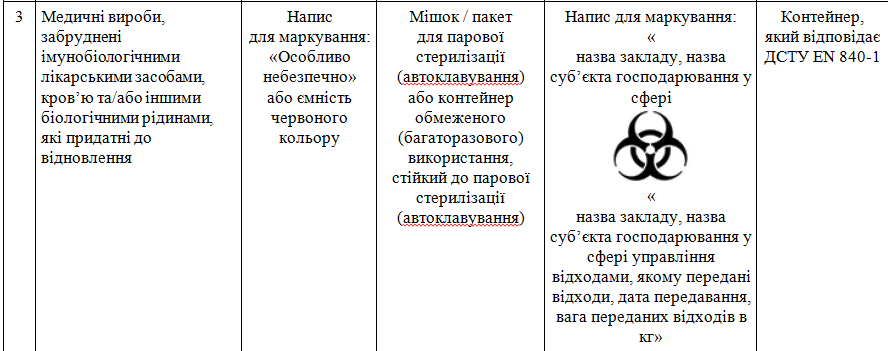 3
Медичні вироби,
забруднені
імунобіологічними
лікарськими засобами,
кров’ю та/або іншими
біологічними рідинами,
які придатні до
відновлення
Напис
для маркування:
«Особливо
небезпечно»
або ємність
червоного
кольору
Мішок / пакет
для парової
стерилізації
(автоклавування)
або контейнер
обмеженого
(багаторазового)
використання,
стійкий до парової
стерилізації
(автоклавування)
Напис для маркування:
«
назва закладу, назва
суб’єкта господарювання у
сфері
«
назва закладу, назва
суб’єкта господарювання у
сфері управління
відходами, якому передані
відходи, дата передавання,
вага переданих відходів в
кг»
Контейнер,
який відповідає
ДСТУ EN 840-1